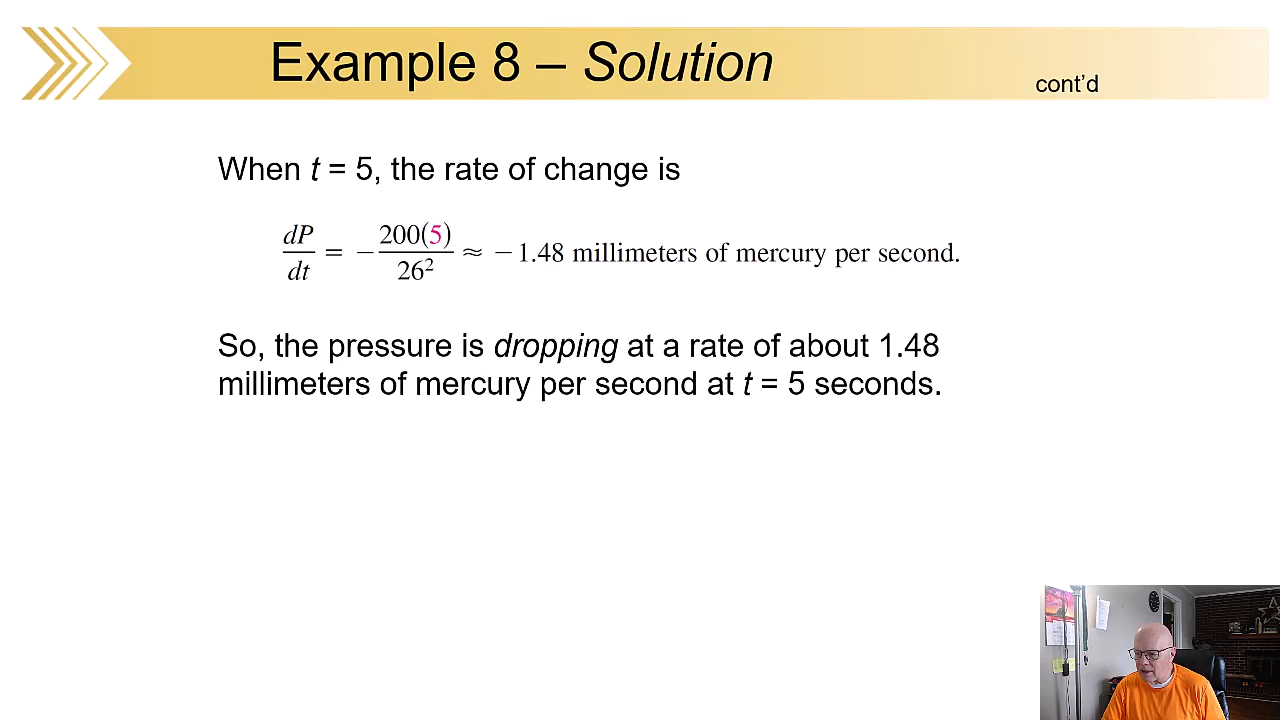 Example 8 – Solution
cont’d
When t = 5, the rate of change is
dP/dt = −200(5)/26² ≈ −1.48 millimeters of mercury per second.
So, the pressure is dropping at a rate of about 1.48
millimeters of mercury per second at t = 5 seconds.